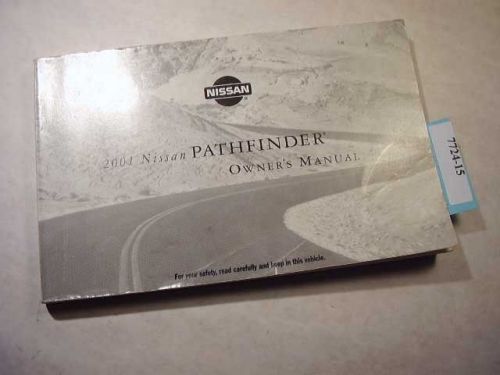 NISSAN
2001 Nissan PATHFINDER®
OWNER'S MANUAL
For your safety, read carefully and keep in this vehicle.
7724-15